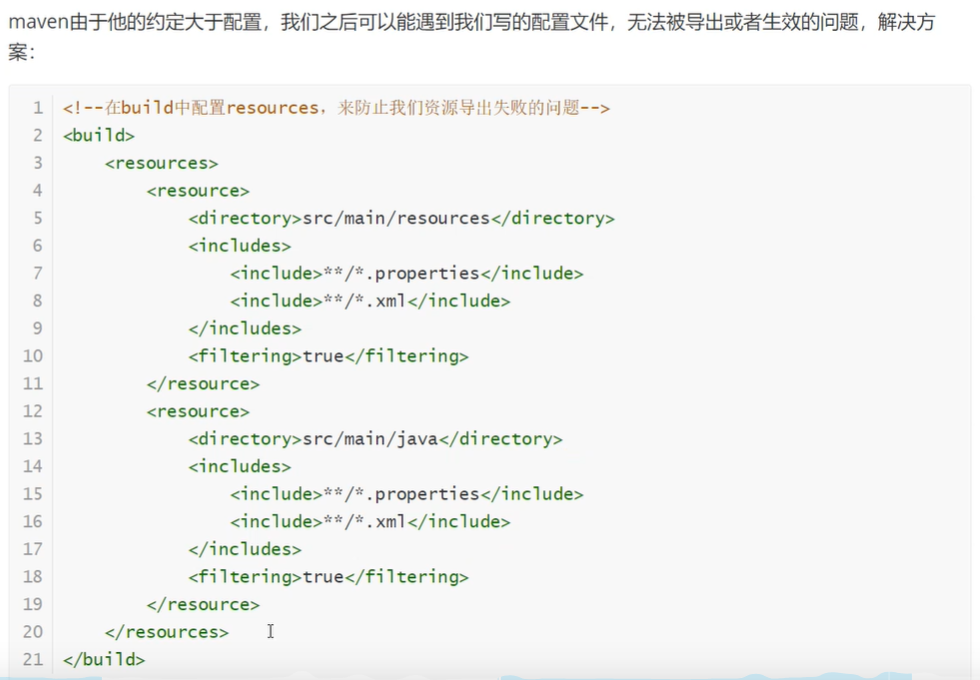 maven由于他的约定大于配置，我们之后可以能遇到我们写的配置文件，无法被导出或者生效的问题，解决方
案：
1 <!--在build中配置resources，来防止我们资源导出失败的问题-->
2 <build>
3     <resources>
4         <resource>
5             <directory>src/main/resources</directory>
6             <includes>
7                 <include>**/*.properties</include>
8                 <include>**/*.xml</include>
9             </includes>
10             <filtering>true</filtering>
11         </resource>
12         <resource>
13             <directory>src/main/java</directory>
14             <includes>
15                 <include>**/*.properties</include>
16                 <include>**/*.xml</include>
17             </includes>
18             <filtering>true</filtering>
19         </resource>
20     </resources>
21 </build>